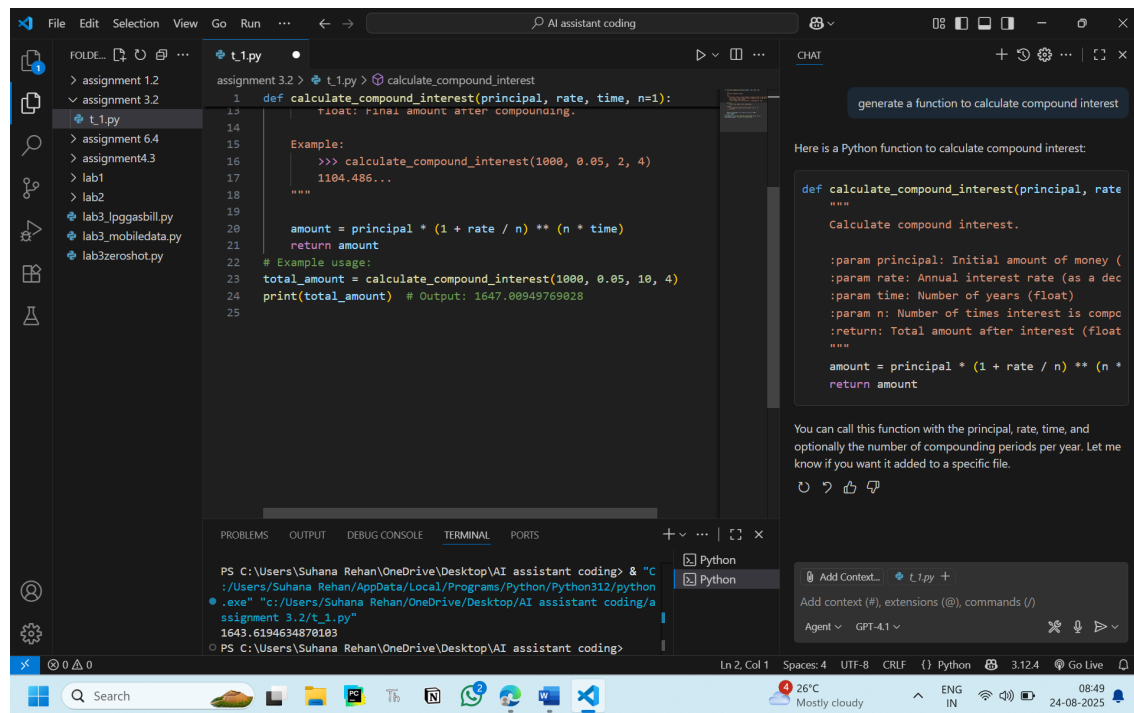 File Edit Selection View Go Run ··· ← → AI assistant coding
FOLDE... ···
1
> assignment 1.2
∨ assignment 3.2
t_1.py
> assignment 6.4
> assignment4.3
> lab1
> lab2
lab3_lpggasbill.py
lab3_mobiledata.py
lab3zeroshot.py
t_1.py ●
assignment 3.2 > t_1.py > calculate_compound_interest
1 def calculate_compound_interest(principal, rate, time, n=1):
13 float: Final amount after compounding.
14
15 Example:
16 >>> calculate_compound_interest(1000, 0.05, 2, 4)
17 1104.486...
18 """
19
20 amount = principal * (1 + rate / n) ** (n * time)
21 return amount
22 # Example usage:
23 total_amount = calculate_compound_interest(1000, 0.05, 10, 4)
24 print(total_amount) # Output: 1647.00949769028
25
PROBLEMS OUTPUT DEBUG CONSOLE TERMINAL PORTS
PS C:\Users\Suhana Rehan\OneDrive\Desktop\AI assistant coding> & "C
:/Users/Suhana Rehan/AppData/Local/Programs/Python/Python312/python
.exe" "c:/Users/Suhana Rehan/OneDrive/Desktop/AI assistant coding/a
ssignment 3.2/t_1.py"
1643.6194634870103
PS C:\Users\Suhana Rehan\OneDrive\Desktop\AI assistant coding>
Python
Python
CHAT
generate a function to calculate compound interest
Here is a Python function to calculate compound interest:
def calculate_compound_interest(principal, rate
"""
Calculate compound interest.
:param principal: Initial amount of money (
:param rate: Annual interest rate (as a dec
:param time: Number of years (float)
:param n: Number of times interest is compo
:return: Total amount after interest (float
"""
amount = principal * (1 + rate / n) ** (n *
return amount
You can call this function with the principal, rate, time, and
optionally the number of compounding periods per year. Let me
know if you want it added to a specific file.
Add Context... t_1.py +
Add context (#), extensions (@), commands (/)
Agent GPT-4.1
0 0 Ln 2, Col 1 Spaces: 4 UTF-8 CRLF {} Python 3.12.4 Go Live
Search
PC
Th
N
2
W
4
26°C
Mostly cloudy
ENG
IN
08:49
24-08-2025